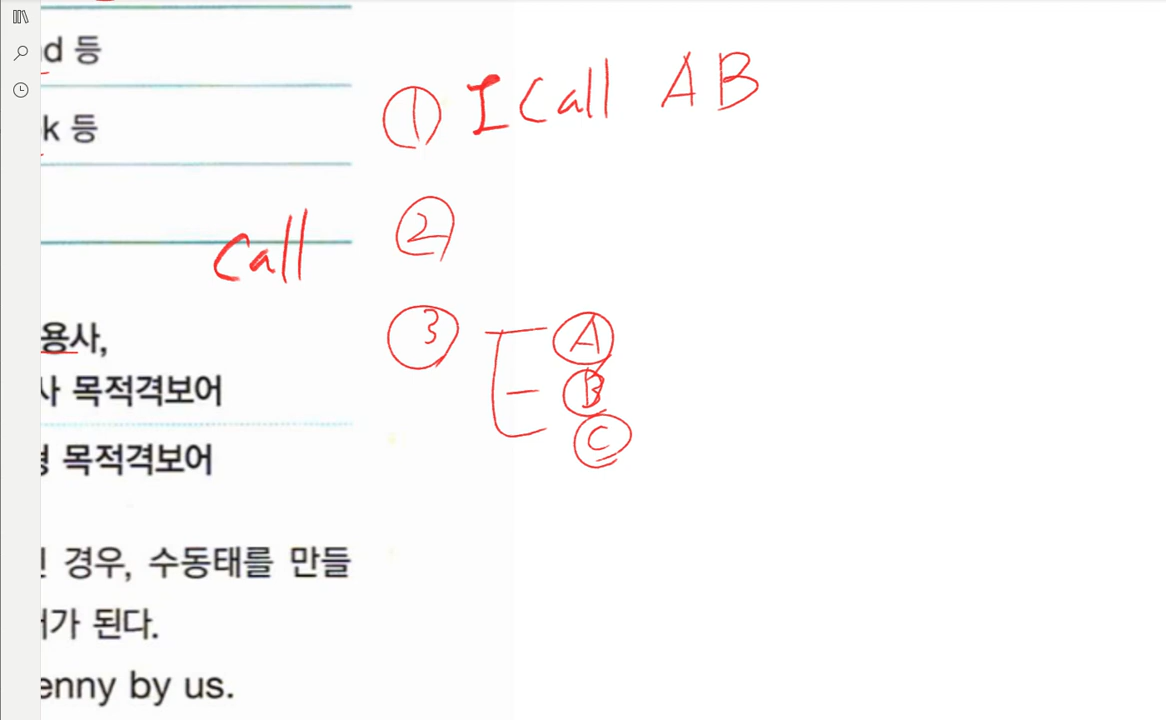 d 등
① I Call A B
k 등
②
Call
③ Ⓐ
용사,
Ⓑ
사 목적격보어
Ⓒ
형 목적격보어
경우, 수동태를 만들
가 된다.
enny by us.